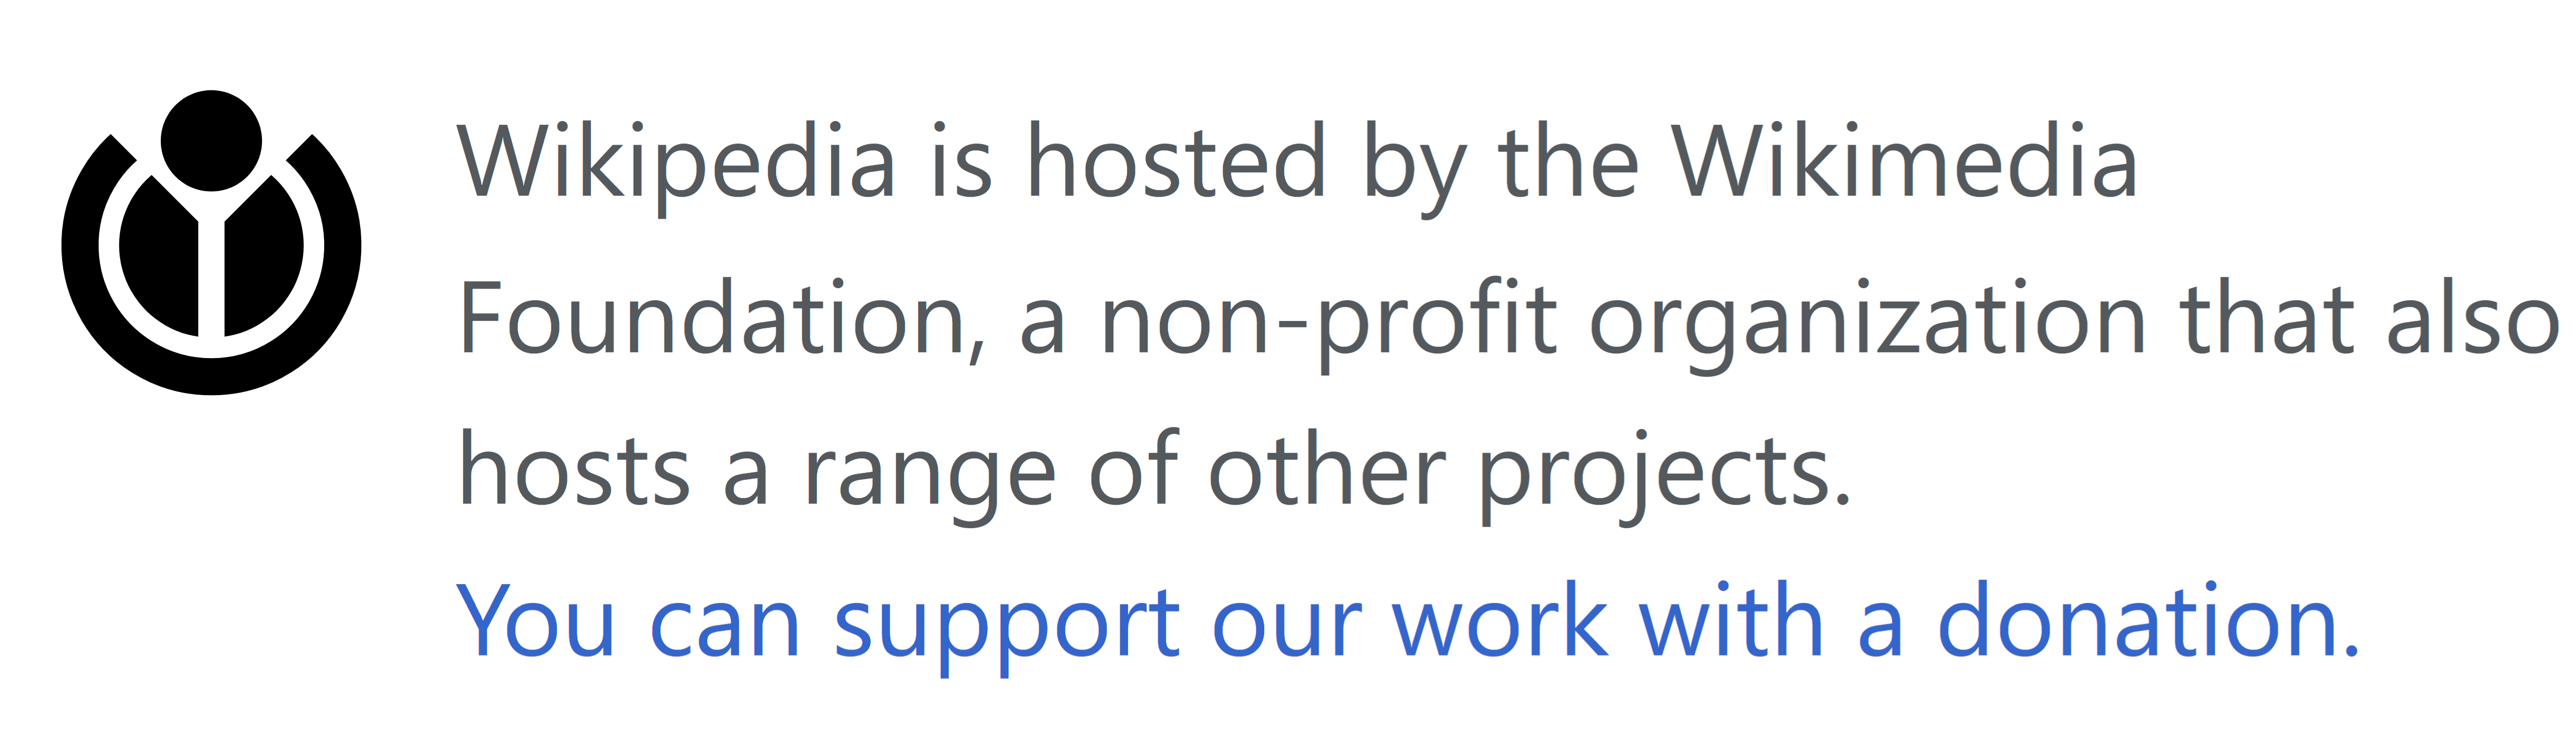 Wikipedia is hosted by the Wikimedia
Foundation, a non-profit organization that also
hosts a range of other projects.
You can support our work with a donation.